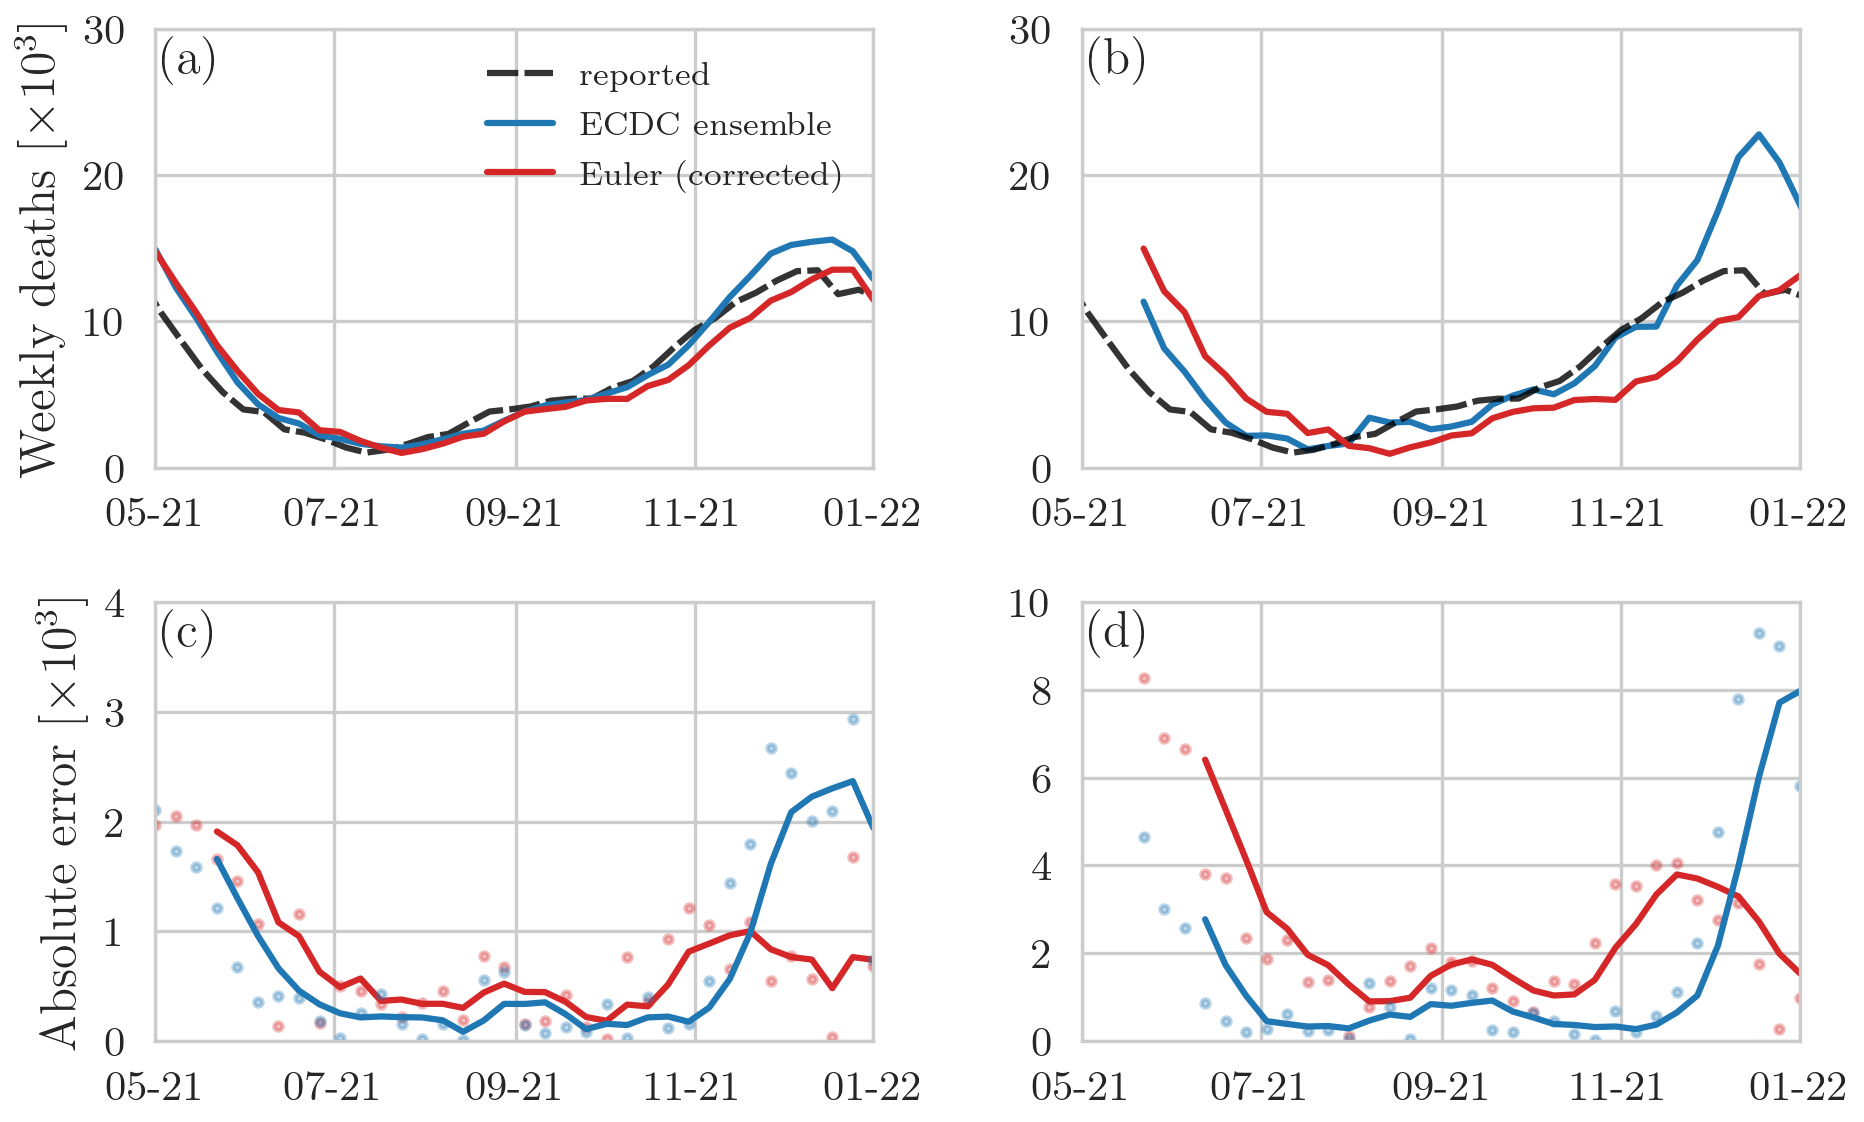 Weekly deaths [×10³]
30
20
10
0
(a)
reported
ECDC ensemble
Euler (corrected)
05-21 07-21 09-21 11-21 01-22
30
20
10
0
(b)
05-21 07-21 09-21 11-21 01-22
Absolute error [×10³]
4
3
2
1
0
(c)
05-21 07-21 09-21 11-21 01-22
10
8
6
4
2
0
(d)
05-21 07-21 09-21 11-21 01-22